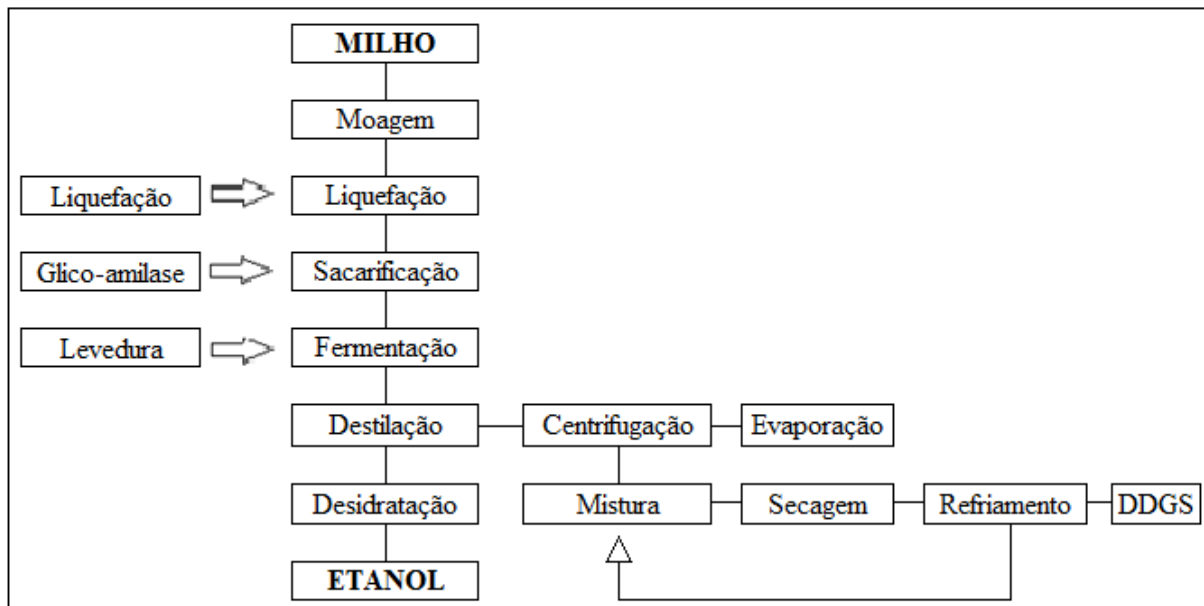 MILHO
Moagem
Liquefação
Liquefação
Glico-amilase
Sacarificação
Levedura
Fermentação
Destilação
Centrifugação
Evaporação
Desidratação
Mistura
Secagem
Refriamento
DDGS
ETANOL